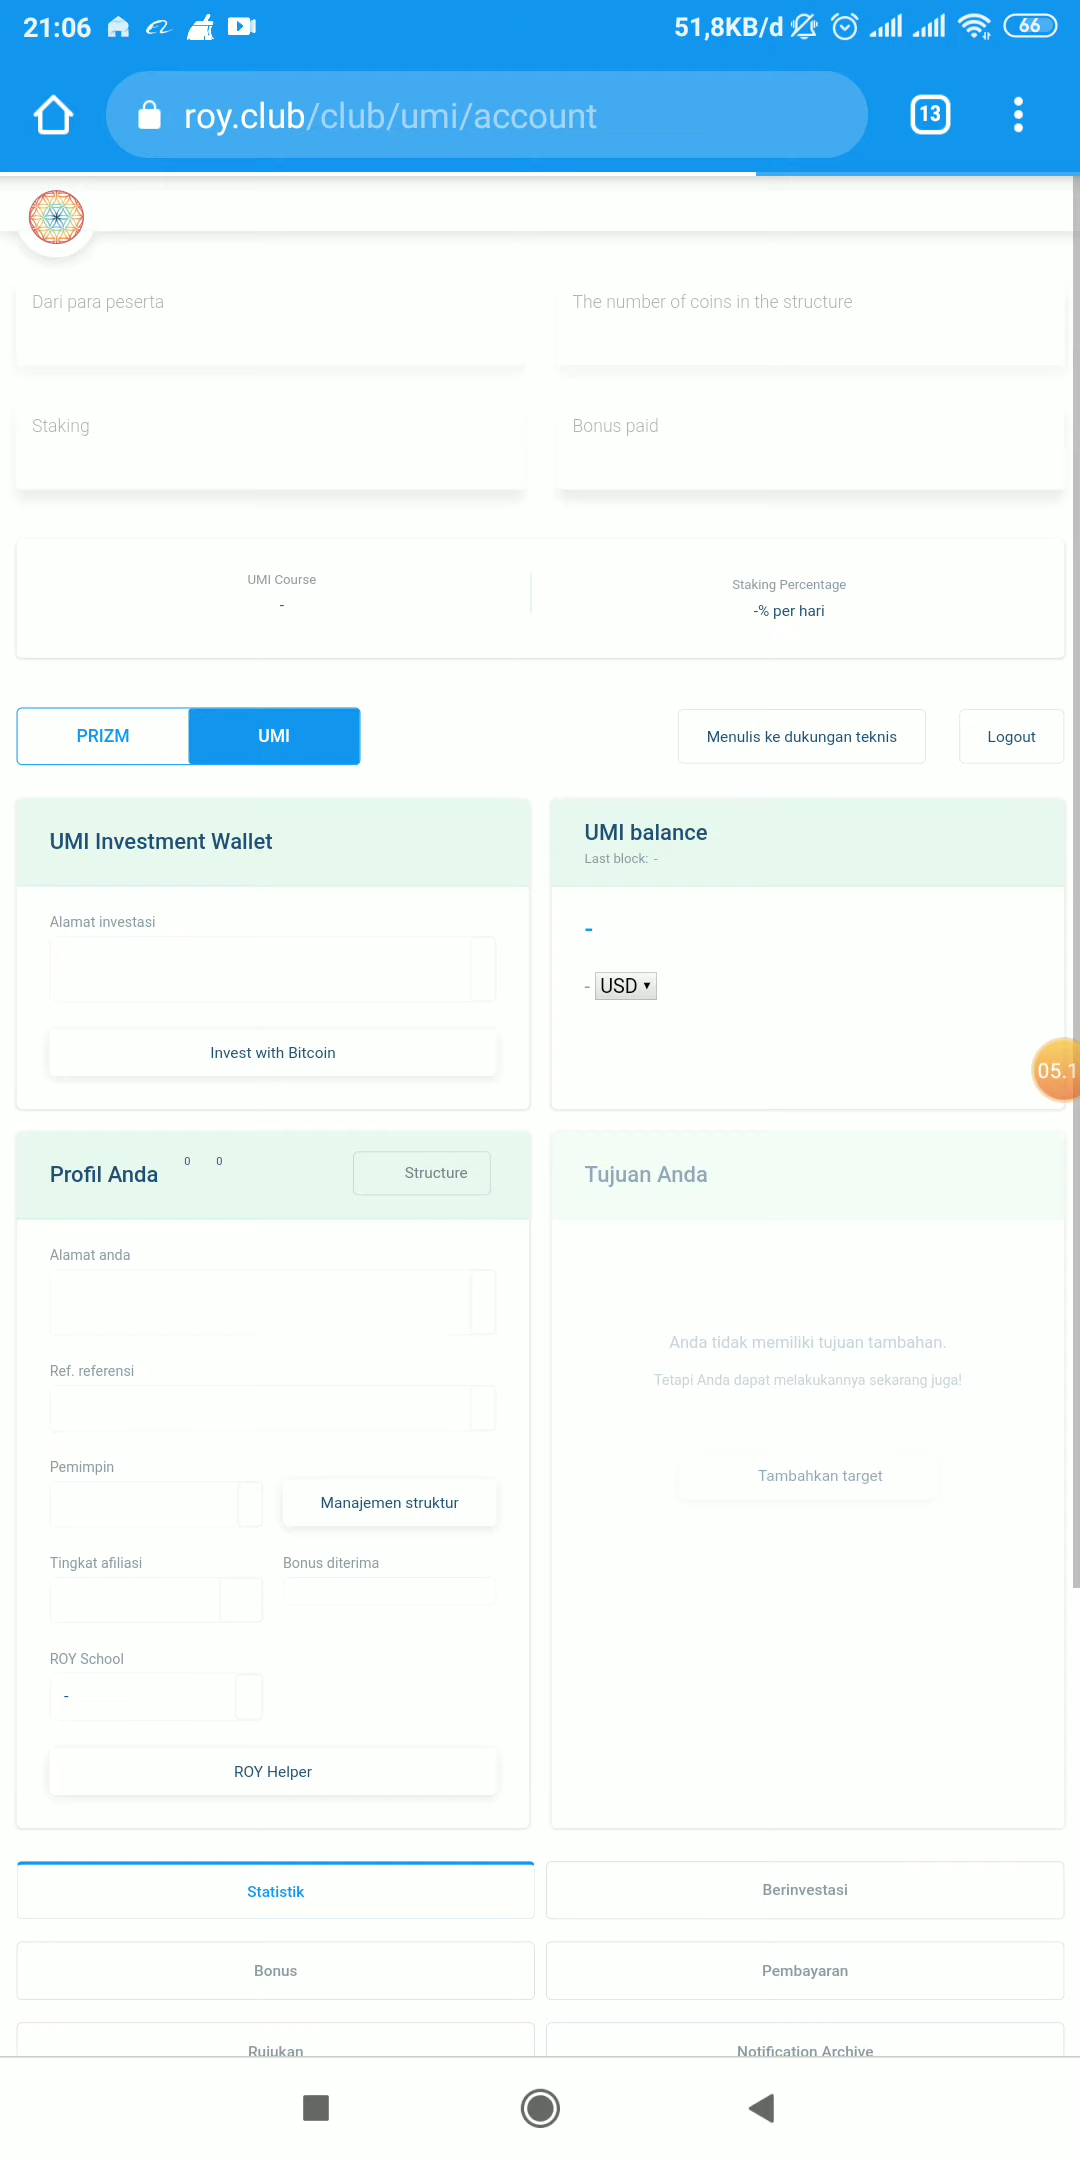 21:06 51,8KB/d 66
roy.club/club/umi/account 13
Dari para peserta The number of coins in the structure
Staking Bonus paid
UMI Course Staking Percentage
- -% per hari
PRIZM UMI Menulis ke dukungan teknis Logout
UMI Investment Wallet
Alamat investasi
Invest with Bitcoin
UMI balance
Last block: -
-
- USD
05.1
Profil Anda 0 0 Structure
Alamat anda
Ref. referensi
Pemimpin
Manajemen struktur
Tingkat afiliasi Bonus diterima
ROY School
-
ROY Helper
Tujuan Anda
Anda tidak memiliki tujuan tambahan.
Tetapi Anda dapat melakukannya sekarang juga!
Tambahkan target
Statistik Berinvestasi
Bonus Pembayaran
Rujukan Notification Archive